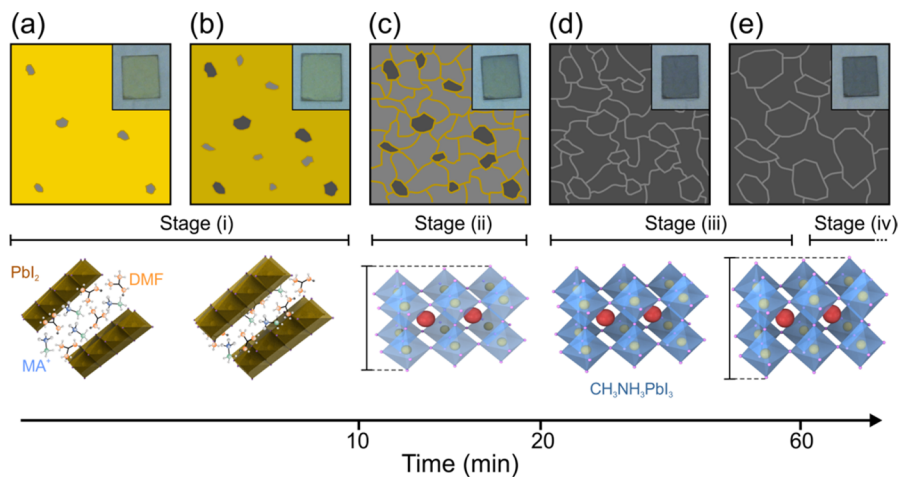 (a) (b) (c) (d) (e)
Stage (i) Stage (ii) Stage (iii) Stage (iv)
PbI₂ DMF
MA⁺
CH₃NH₃PbI₃
10 20 60
Time (min)